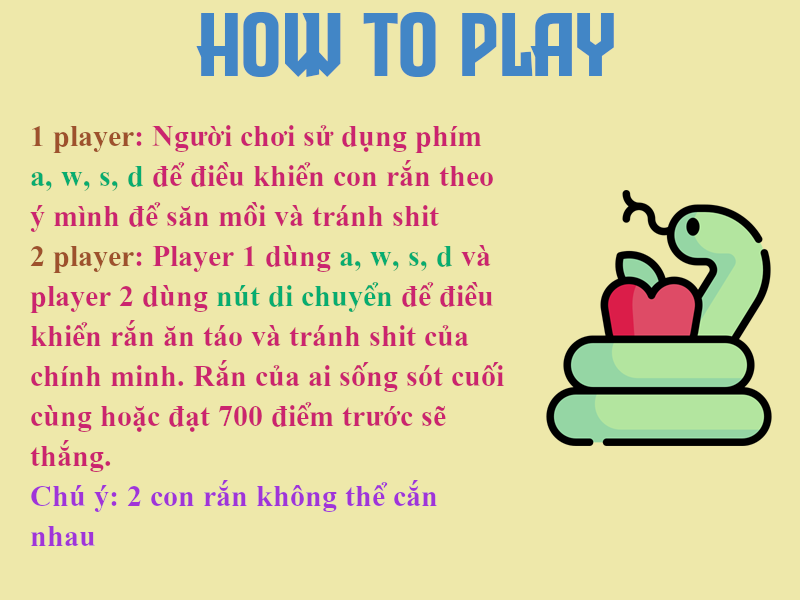 HOW TO PLAY
1 player: Người chơi sử dụng phím
a, w, s, d để điều khiển con rắn theo
ý mình để săn mồi và tránh shit
2 player: Player 1 dùng a, w, s, d và
player 2 dùng nút di chuyển để điều
khiển rắn ăn táo và tránh shit của
chính minh. Rắn của ai sống sót cuối
cùng hoặc đạt 700 điểm trước sẽ
thắng.
Chú ý: 2 con rắn không thể cắn
nhau